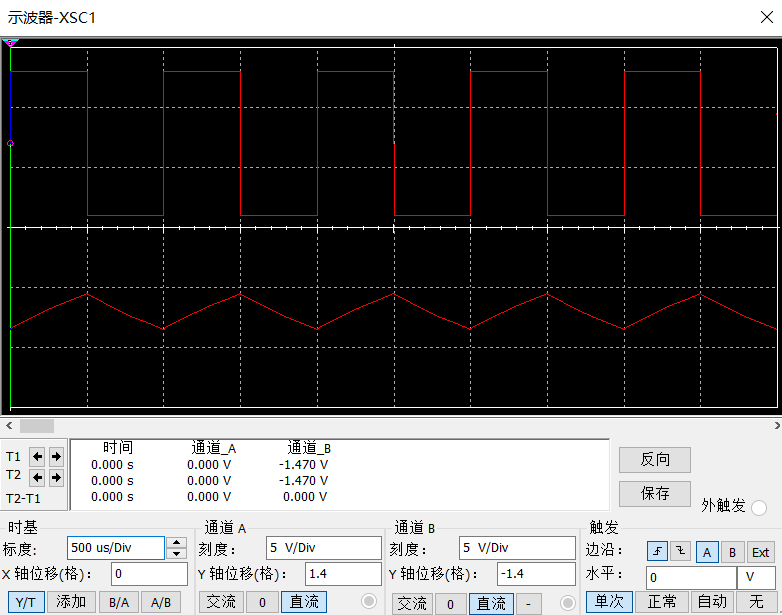 示波器-XSC1
时间 通道_A 通道_B
T1 0.000 s 0.000 V -1.470 V
T2 0.000 s 0.000 V -1.470 V
T2-T1 0.000 s 0.000 V 0.000 V
反向
保存
外触发
时基
标度: 500 us/Div
X 轴位移(格): 0
Y/T 添加 B/A A/B
通道 A
刻度: 5 V/Div
Y 轴位移(格): 1.4
交流 0 直流
通道 B
刻度: 5 V/Div
Y 轴位移(格): -1.4
交流 0 直流 -
触发
边沿: A B Ext
水平: 0 V
单次 正常 自动 无